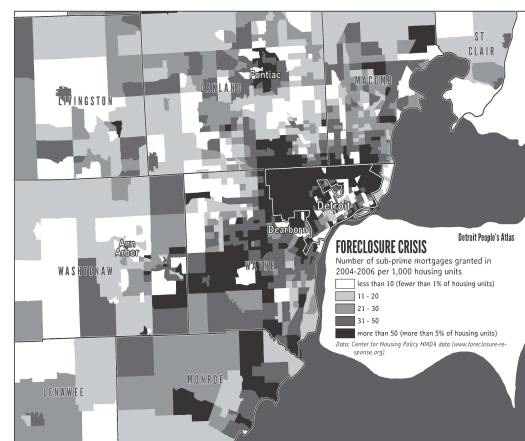 ST.
CLAIR
Pontiac
MACOMB
OAKLAND
LIVINGSTON
Detroit
Dearborn
Detroit People's Atlas
Ann
Arbor
WASHTENAW
WAYNE
FORECLOSURE CRISIS
Number of sub-prime mortgages granted in
2004-2006 per 1,000 housing units
less than 10 (fewer than 1% of housing units)
11 - 20
21 - 30
31 - 50
more than 50 (more than 5% of housing units)
Data: Center for Housing Policy HMDA data (www.foreclosure-re-
sponse.org)
MONROE
LENAWEE